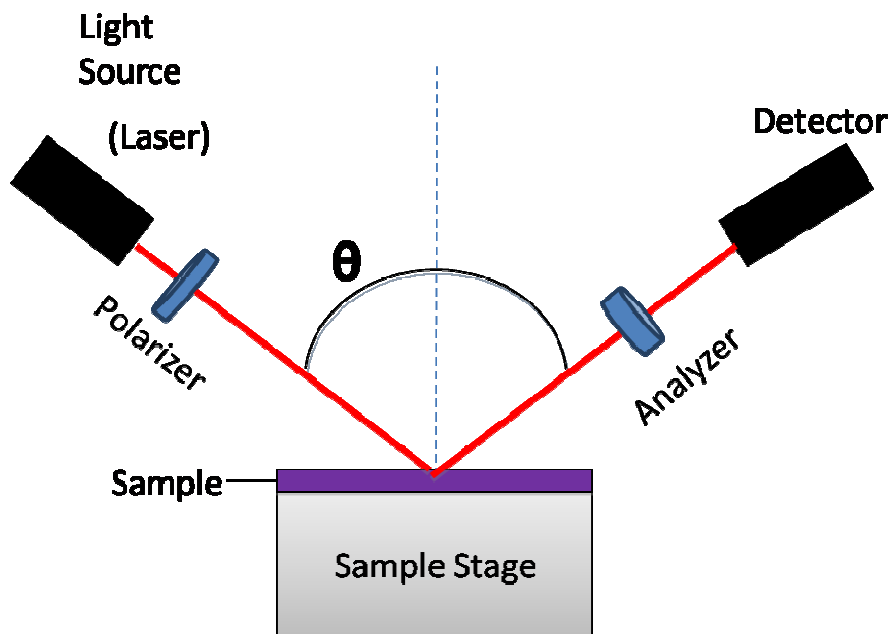 Light
Source
(Laser)
Detector
θ
Polarizer
Analyzer
Sample
Sample Stage